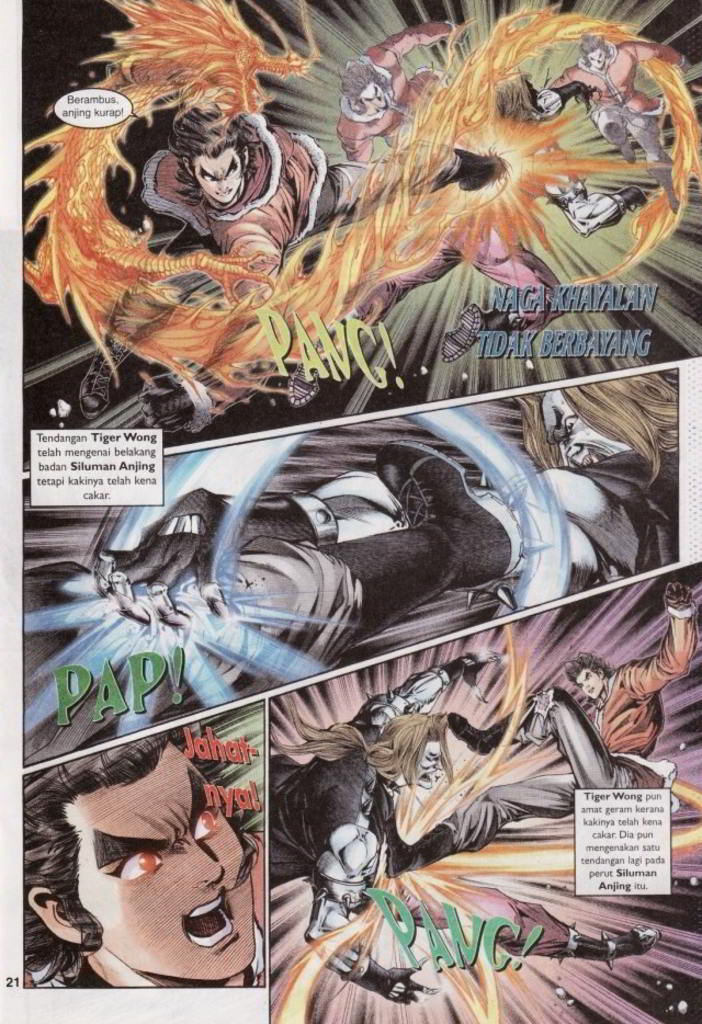 Berambus,
anjing kurap!
NAGA KHAYALAN
TIDAK BERBAYANG
PANG!
Tendangan Tiger Wong
telah mengenai belakang
badan Siluman Anjing
tetapi kakinya telah kena
cakar.
PAP!
Jahat-
nya!
Tiger Wong pun
amat geram kerana
kakinya telah kena
cakar. Dia pun
mengenakan satu
tendangan lagi pada
perut Siluman
Anjing itu.
PANG!
21